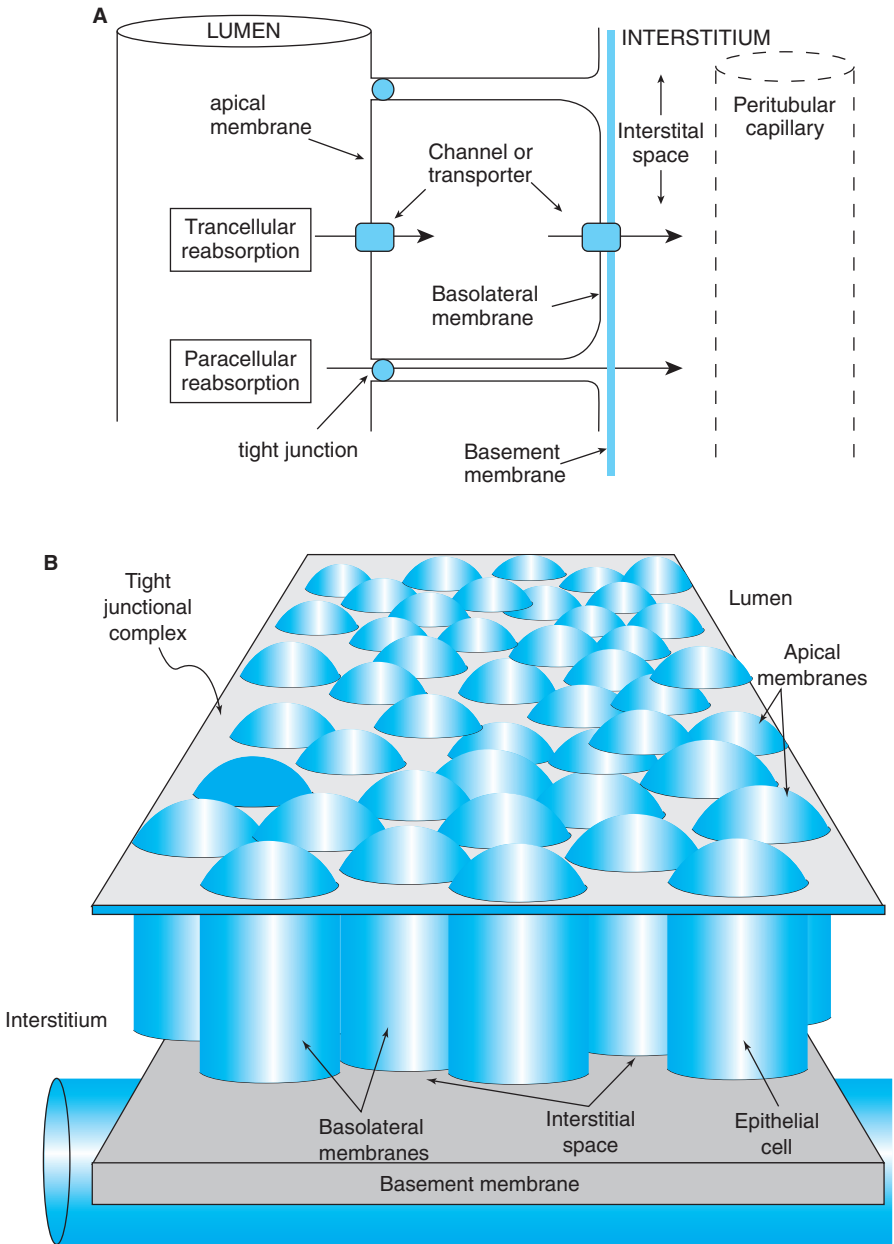 A
LUMEN
INTERSTITIUM
apical
membrane
Channel or
transporter
Interstital
space
Peritubular
capillary
Trancellular
reabsorption
Basolateral
membrane
Paracellular
reabsorption
tight junction
Basement
membrane
B
Tight
junctional
complex
Lumen
Apical
membranes
Interstitium
Basolateral
membranes
Interstitial
space
Epithelial
cell
Basement membrane